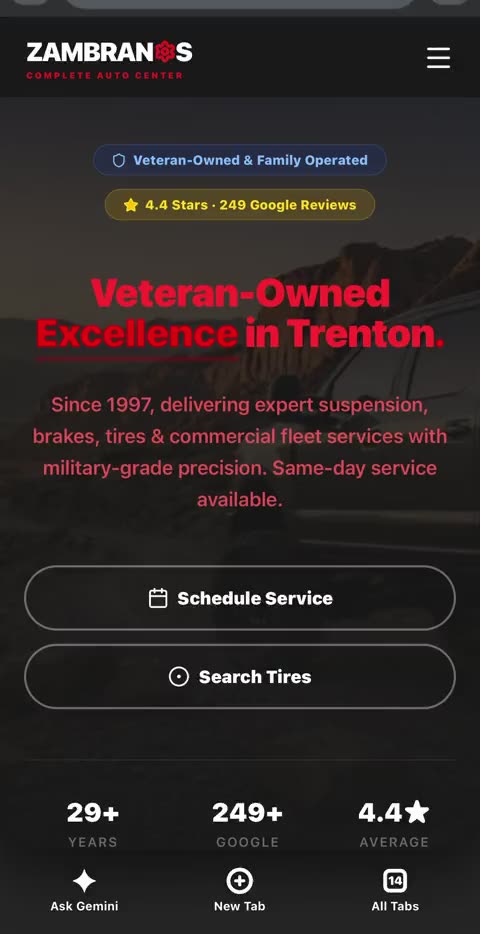 ZAMBRANOS
COMPLETE AUTO CENTER
Veteran-Owned & Family Operated
4.4 Stars · 249 Google Reviews
Veteran-Owned
Excellence in Trenton.
Since 1997, delivering expert suspension,
brakes, tires & commercial fleet services with
military-grade precision. Same-day service
available.
Schedule Service
Search Tires
29+ 249+ 4.4★
YEARS GOOGLE AVERAGE
14
Ask Gemini New Tab All Tabs